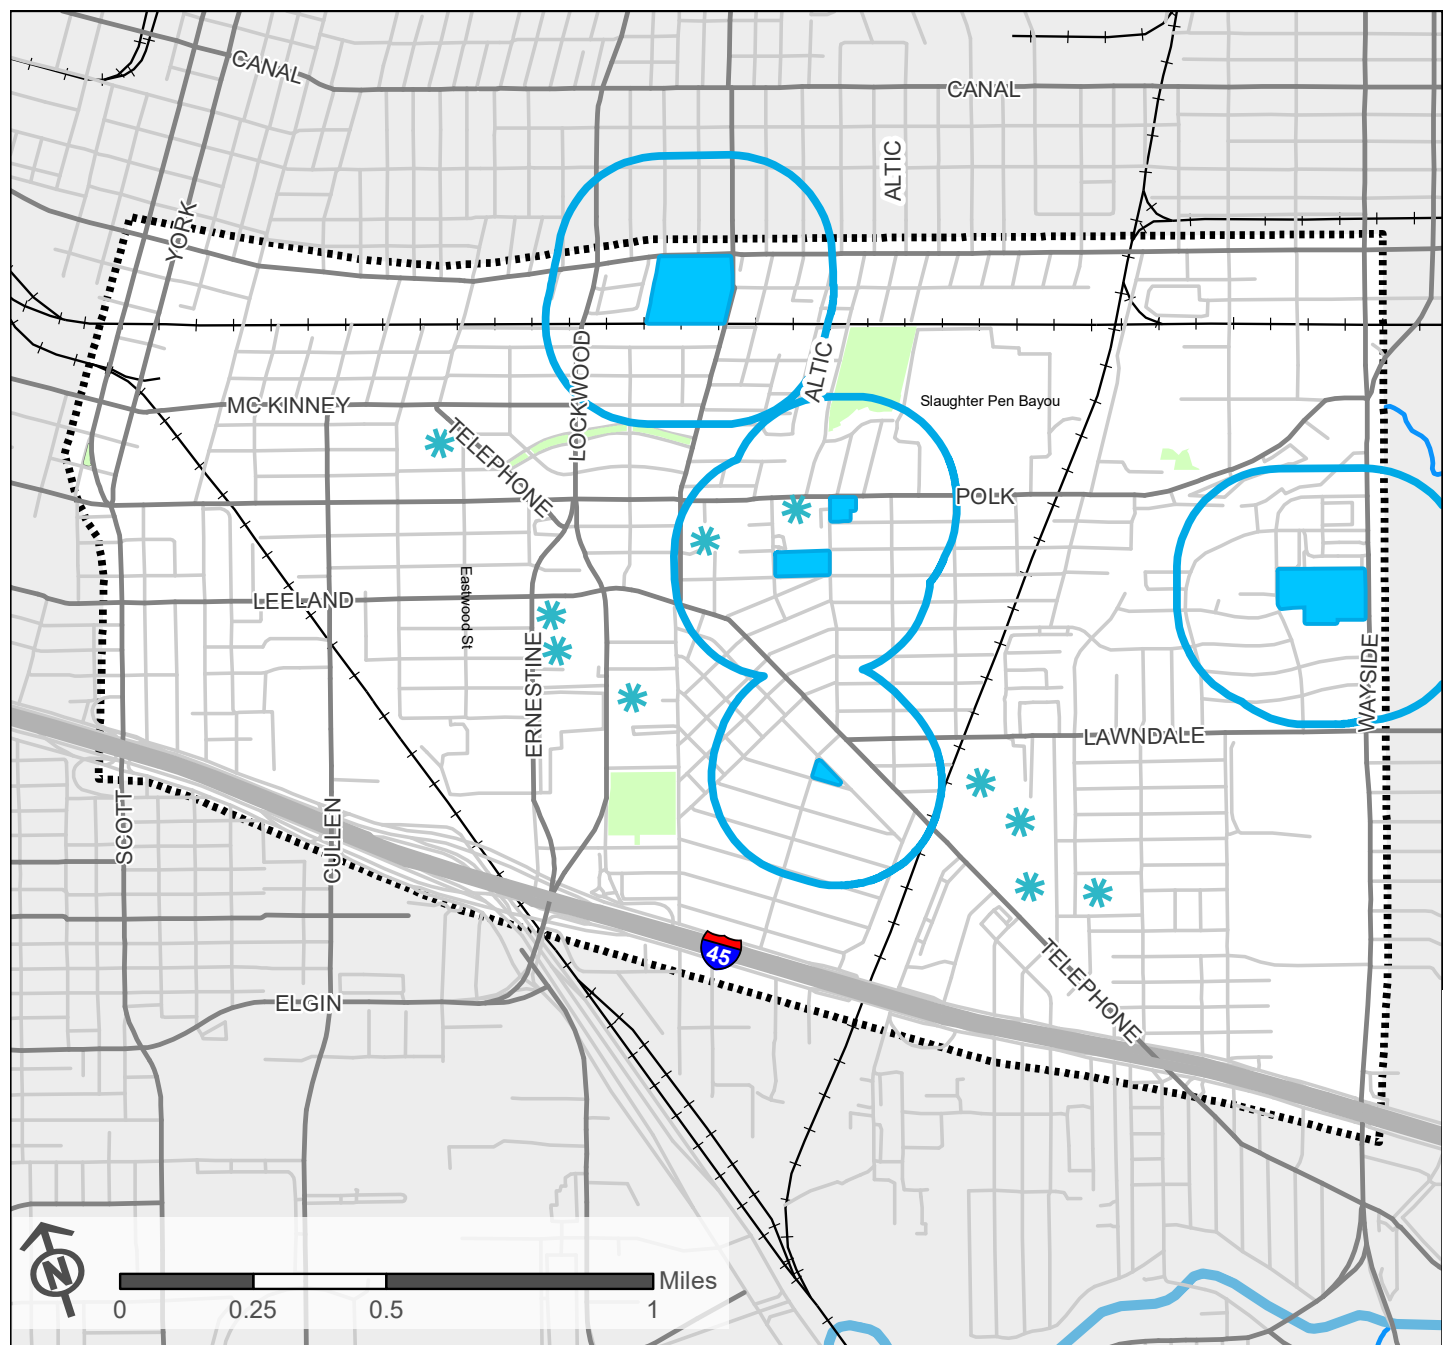 CANAL
CANAL
ALTIC
YORK
LOCKWOOD
ALTIC
MC KINNEY
Slaughter Pen Bayou
TELEPHONE
POLK
Eastwood St
LEELAND
ERNESTINE
WAYSIDE
LAWNDALE
SCOTT
CULLEN
45
TELEPHONE
ELGIN
N
Miles
0 0.25 0.5 1